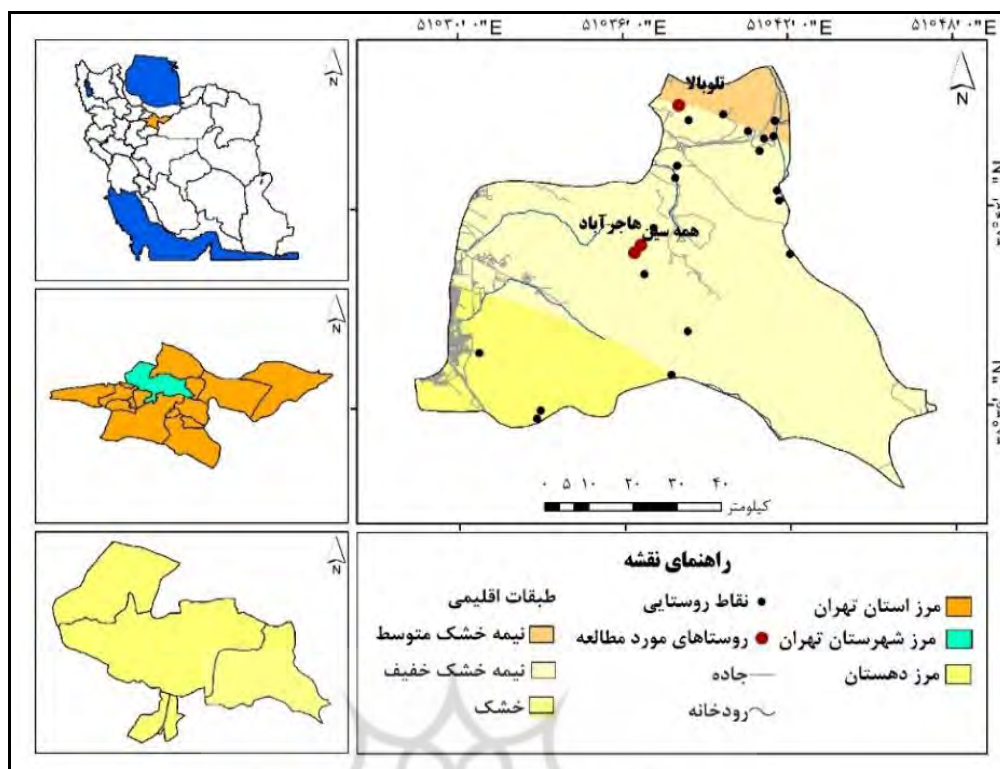 ۵۱°۳۰'۰"E ۵۱°۳۶'۰"E ۵۱°۴۲'۰"E ۵۱°۴۸'۰"E
N
N
N
تلوبالا
هاجرآباد
همه سین
۰ ۵ ۱۰ ۲۰ ۳۰ ۴۰
کیلومتر
N
راهنمای نقشه
مرز استان تهران
مرز شهرستان تهران
مرز دهستان
نقاط روستایی
روستاهای مورد مطالعه
جاده
رودخانه
طبقات اقلیمی
نیمه خشک متوسط
نیمه خشک خفیف
خشک